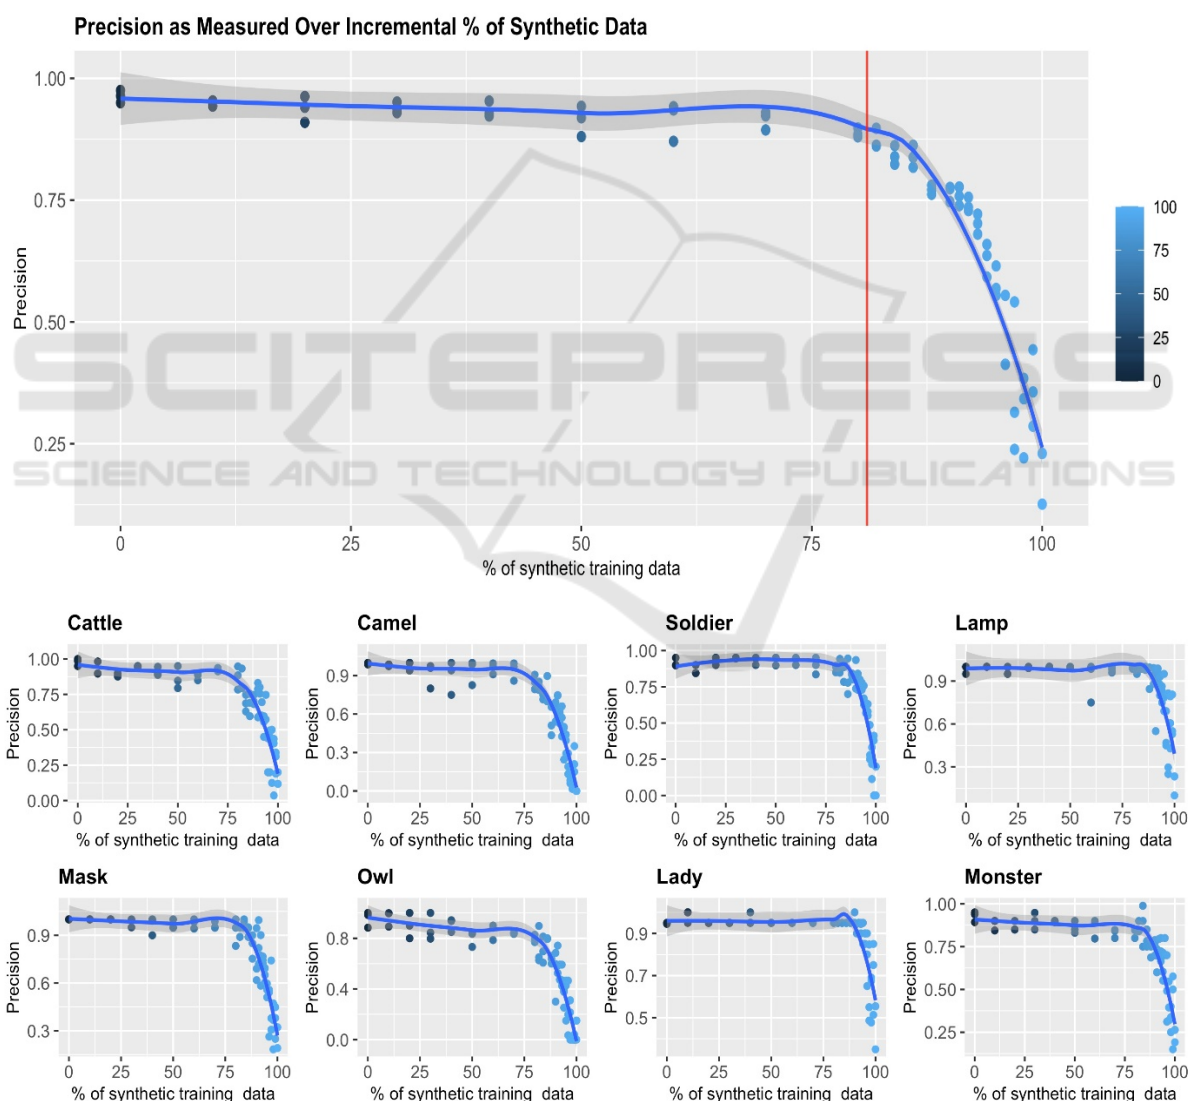 Precision as Measured Over Incremental % of Synthetic Data
1.00
0.75
0.50
0.25
Precision
0 25 50 75 100
% of synthetic training data
100
75
50
25
0
SCITEPRESS
SCIENCE AND TECHNOLOGY PUBLICATIONS
Cattle Camel Soldier Lamp
Precision
1.00
0.75
0.50
0.25
0.00
0 25 50 75 100
% of synthetic training data
Precision
0.9
0.6
0.3
0.0
0 25 50 75 100
% of synthetic training data
Precision
1.00
0.75
0.50
0.25
0.00
0 25 50 75 100
% of synthetic training data
Precision
0.9
0.6
0.3
0 25 50 75 100
% of synthetic training data
Mask Owl Lady Monster
Precision
0.9
0.6
0.3
0 25 50 75 100
% of synthetic training data
Precision
0.8
0.4
0.0
0 25 50 75 100
% of synthetic training data
Precision
0.9
0.7
0.5
0 25 50 75 100
% of synthetic training data
Precision
1.00
0.75
0.50
0.25
0 25 50 75 100
% of synthetic training data